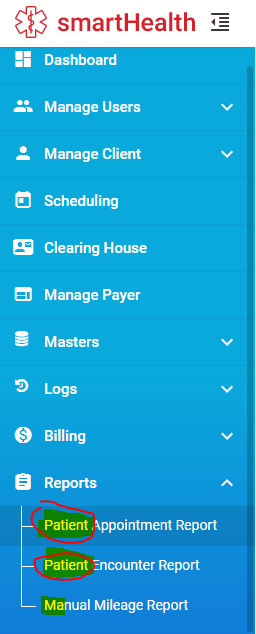 smartHealth
Dashboard
Manage Users
Manage Client
Scheduling
Clearing House
Manage Payer
Masters
Logs
Billing
Reports
Patient Appointment Report
Patient Encounter Report
Manual Mileage Report